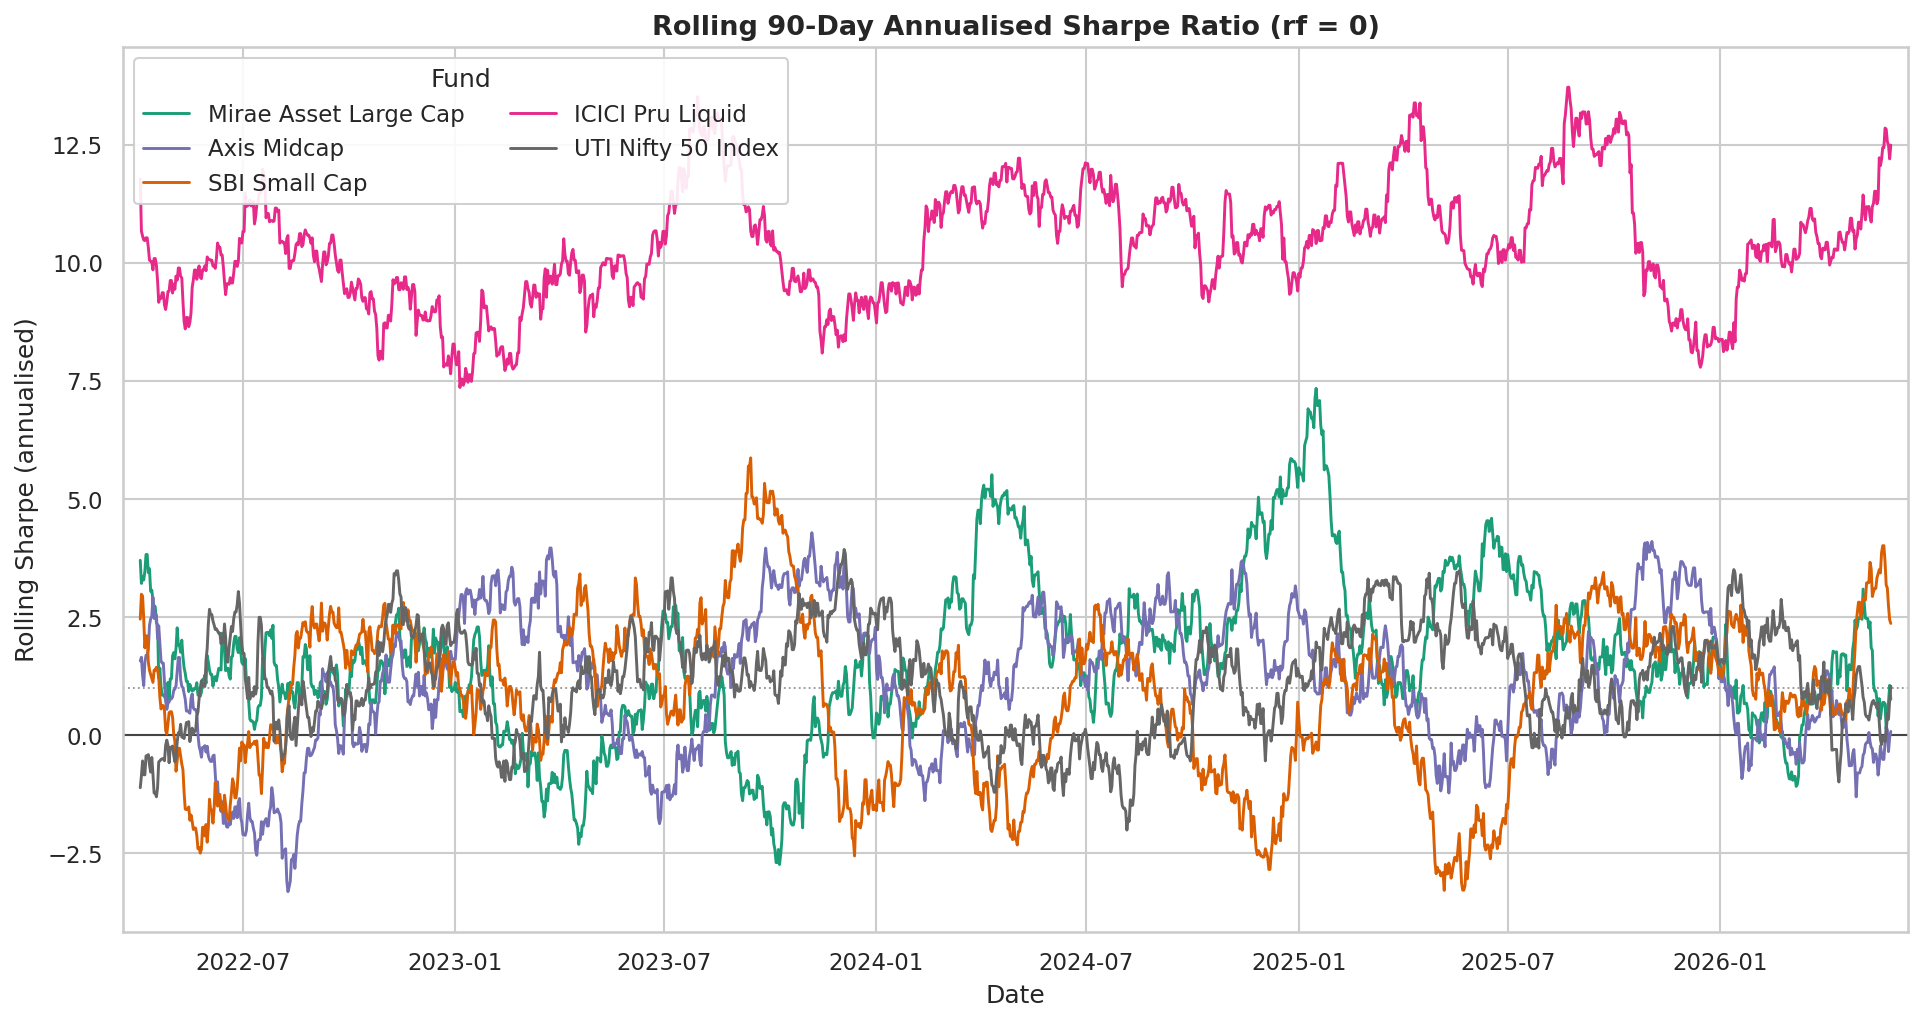 Rolling 90-Day Annualised Sharpe Ratio (rf = 0)
Fund
Mirae Asset Large Cap
Axis Midcap
SBI Small Cap
ICICI Pru Liquid
UTI Nifty 50 Index
Rolling Sharpe (annualised)
12.5
10.0
7.5
5.0
2.5
0.0
−2.5
2022-07
2023-01
2023-07
2024-01
2024-07
2025-01
2025-07
2026-01
Date